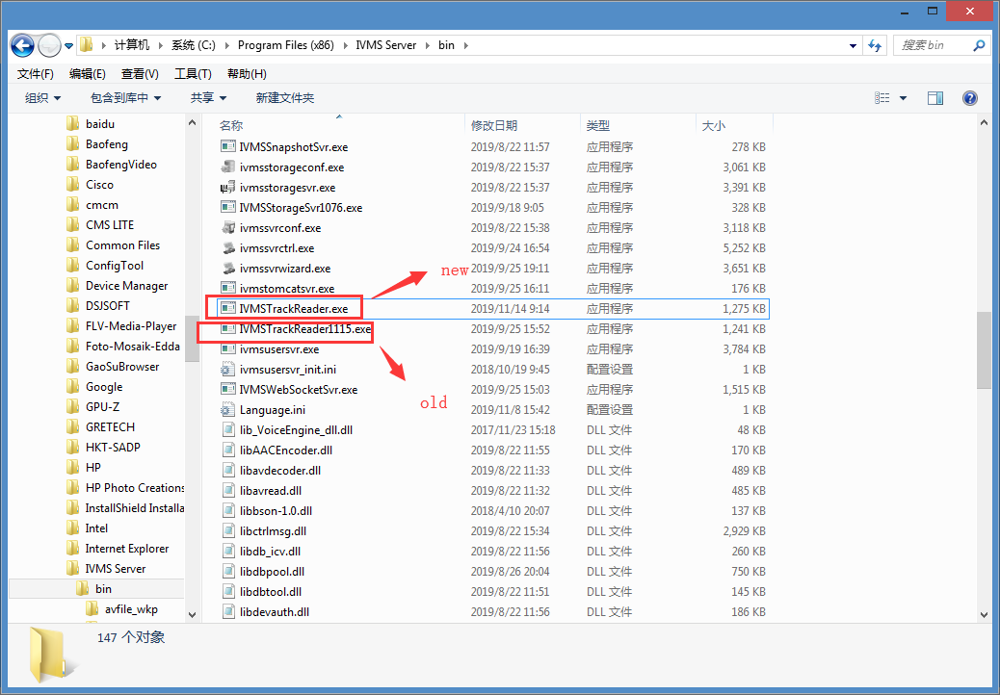 计算机 系统 (C:) Program Files (x86) IVMS Server bin 搜索 bin
文件(F) 编辑(E) 查看(V) 工具(T) 帮助(H)
组织 包含到库中 共享 新建文件夹
baidu
Baofeng
BaofengVideo
Cisco
cmcm
CMS LITE
Common Files
ConfigTool
Device Manager
DSJSOFT
FLV-Media-Player
Foto-Mosaik-Edda
GaoSuBrowser
Google
GPU-Z
GRETECH
HKT-SADP
HP
HP Photo Creations
InstallShield Installa
Intel
Internet Explorer
IVMS Server
bin
avfile_wkp
名称 修改日期 类型 大小
IVMSSnapshotSvr.exe 2019/8/22 11:57 应用程序 278 KB
ivmsstorageconf.exe 2019/8/22 15:37 应用程序 3,061 KB
ivmsstoragesvr.exe 2019/8/22 15:37 应用程序 3,391 KB
IVMSStorageSvr1076.exe 2019/9/18 9:05 应用程序 328 KB
ivmssvrconf.exe 2019/8/22 15:38 应用程序 3,118 KB
ivmssvrctrl.exe 2019/9/24 16:54 应用程序 5,252 KB
ivmssvrwizard.exe 2019/9/25 19:11 应用程序 3,651 KB
new
ivmstomcatsvr.exe 2019/9/25 16:11 应用程序 176 KB
IVMSTrackReader.exe 2019/11/14 9:14 应用程序 1,275 KB
IVMSTrackReader1115.exe 2019/9/25 15:52 应用程序 1,241 KB
ivmsusersvr.exe 2019/9/19 16:39 应用程序 3,784 KB
ivmsusersvr_init.ini 2018/10/19 9:45 配置设置 1 KB
IVMSWebSocketSvr.exe 2019/9/25 15:03 应用程序 1,515 KB
old
Language.ini 2019/11/8 15:42 配置设置 1 KB
lib_VoiceEngine_dll.dll 2017/11/23 15:18 DLL 文件 48 KB
libAACEncoder.dll 2019/8/22 11:55 DLL 文件 170 KB
libavdecoder.dll 2019/8/22 11:33 DLL 文件 489 KB
libavread.dll 2019/8/22 11:32 DLL 文件 485 KB
libbson-1.0.dll 2018/4/10 20:07 DLL 文件 137 KB
libctrlmsg.dll 2019/8/22 15:34 DLL 文件 2,929 KB
libdb_icv.dll 2019/8/22 11:56 DLL 文件 260 KB
libdbpool.dll 2019/8/26 20:04 DLL 文件 750 KB
libdbtool.dll 2019/8/22 11:51 DLL 文件 145 KB
libdevauth.dll 2019/8/22 11:56 DLL 文件 186 KB
147 个对象